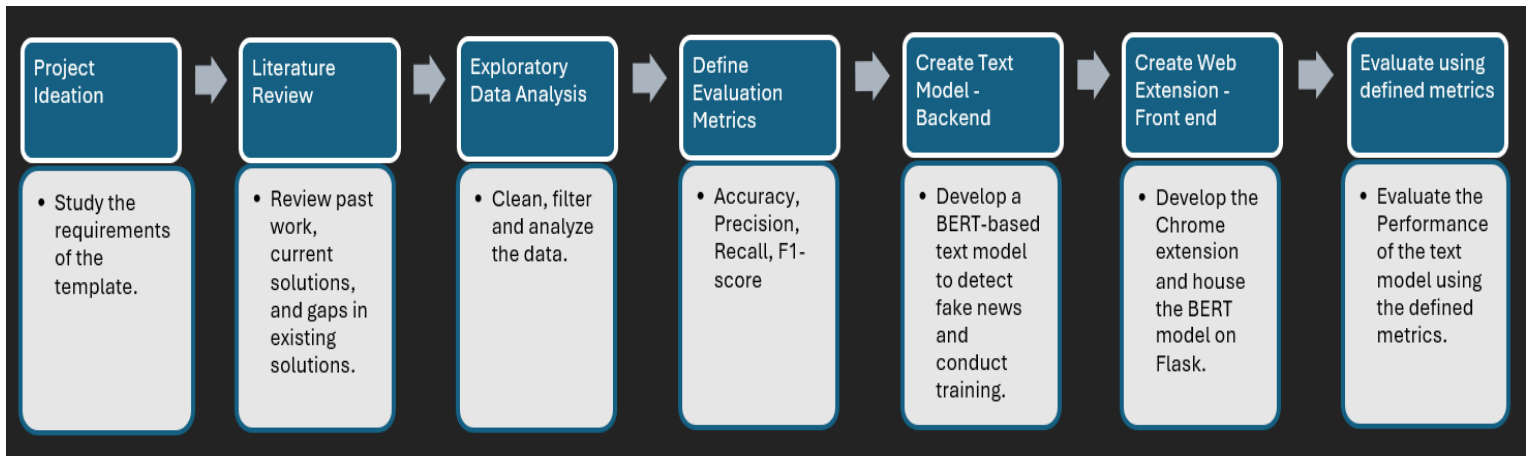 Project
Ideation
• Study the
requirements
of the
template.
Literature
Review
• Review past
work,
current
solutions,
and gaps in
existing
solutions.
Exploratory
Data Analysis
• Clean, filter
and analyze
the data.
Define
Evaluation
Metrics
• Accuracy,
Precision,
Recall, F1-
score
Create Text
Model -
Backend
• Develop a
BERT-based
text model
to detect
fake news
and
conduct
training.
Create Web
Extension -
Front end
• Develop the
Chrome
extension
and house
the BERT
model on
Flask.
Evaluate using
defined metrics
• Evaluate the
Performance
of the text
model using
the defined
metrics.